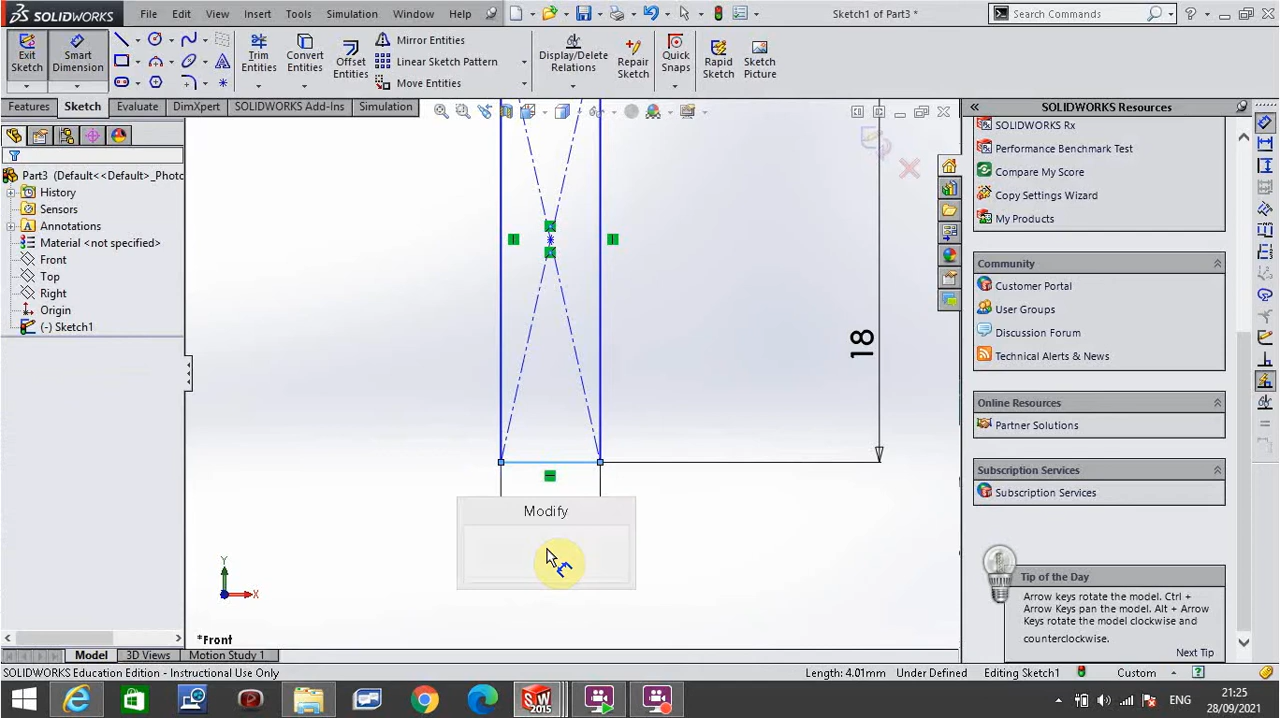 SOLIDWORKS File Edit View Insert Tools Simulation Window Help Sketch1 of Part3 * Search Commands
Exit Sketch
Smart Dimension
Trim Entities
Convert Entities
Offset Entities
Mirror Entities
Linear Sketch Pattern
Move Entities
Display/Delete Relations
Repair Sketch
Quick Snaps
Rapid Sketch
Sketch Picture
Features Sketch Evaluate DimXpert SOLIDWORKS Add-Ins Simulation
SOLIDWORKS Resources
Part3 (Default<<Default>_Photo
History
Sensors
Annotations
Material <not specified>
Front
Top
Right
Origin
(-) Sketch1
18
Modify
Y
X
*Front
SOLIDWORKS Rx
Performance Benchmark Test
Compare My Score
Copy Settings Wizard
My Products
Community
Customer Portal
User Groups
Discussion Forum
Technical Alerts & News
Online Resources
Partner Solutions
Subscription Services
Subscription Services
Tip of the Day
Arrow keys rotate the model. Ctrl +
Arrow Keys pan the model. Alt + Arrow
Keys rotate the model clockwise and
counterclockwise.
Next Tip
Model 3D Views Motion Study 1
SOLIDWORKS Education Edition - Instructional Use Only Length: 4.01mm Under Defined Editing Sketch1 Custom
SW 2015
ENG
21:25
28/09/2021